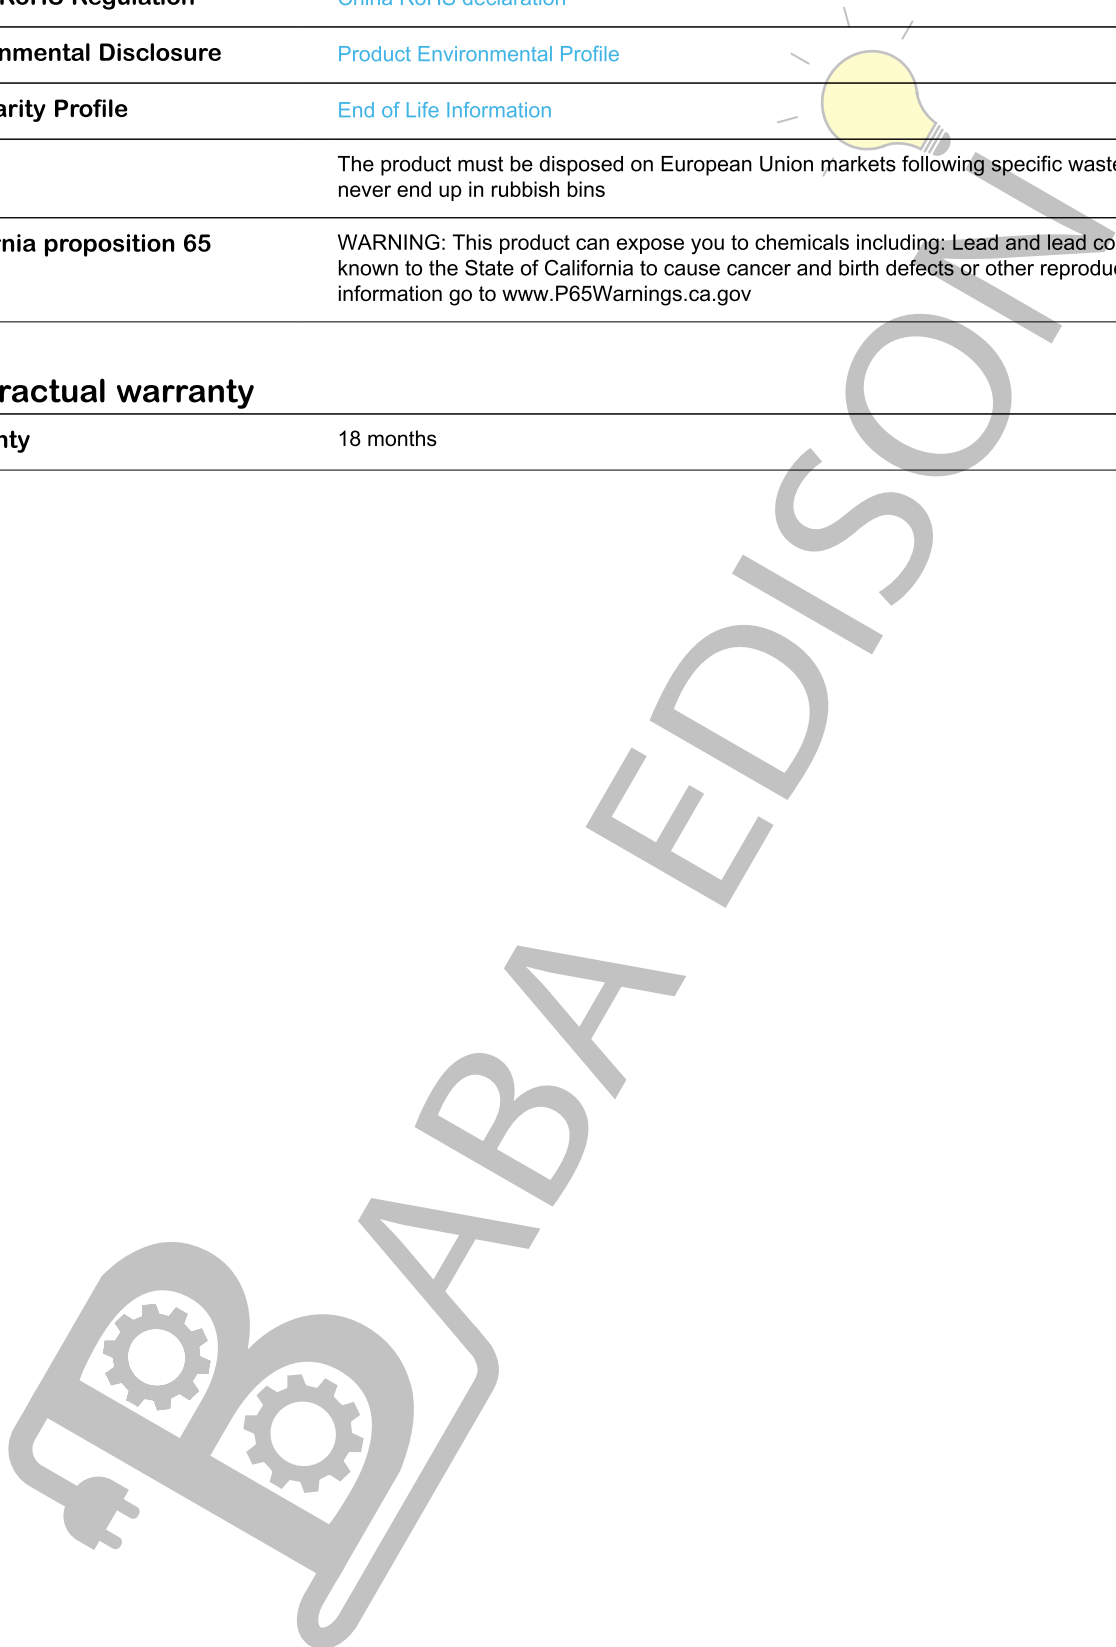 RoHS Regulation China RoHS declaration
nmental Disclosure Product Environmental Profile
arity Profile End of Life Information
The product must be disposed on European Union markets following specific waste
never end up in rubbish bins
rnia proposition 65 WARNING: This product can expose you to chemicals including: Lead and lead co
known to the State of California to cause cancer and birth defects or other reprodu
information go to www.P65Warnings.ca.gov
ractual warranty
nty 18 months
BABA EDISON